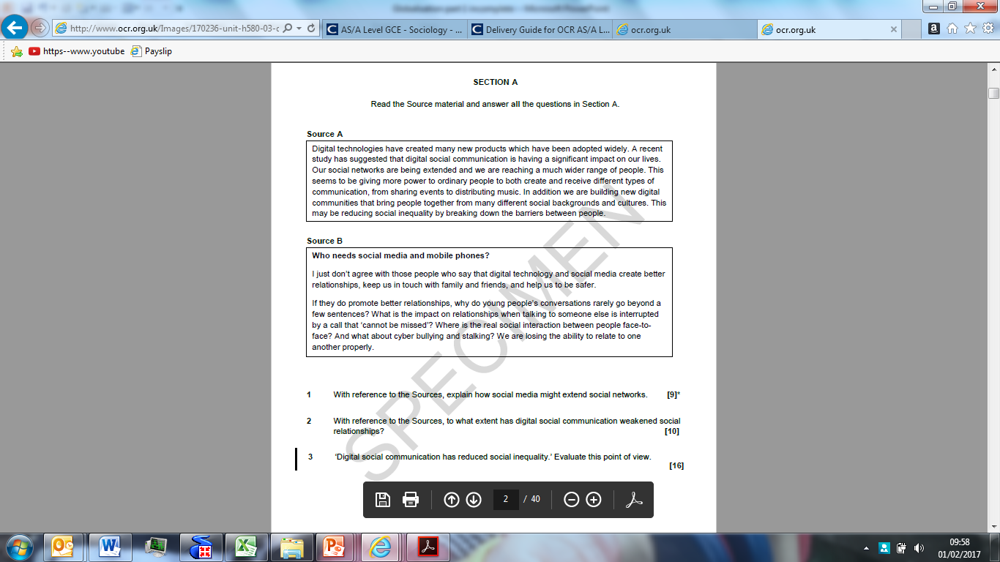 Globalisation part 2 incomplete - Microsoft PowerPoint
http://www.ocr.org.uk/Images/170236-unit-h580-03-c
AS/A Level GCE - Sociology - ...
Delivery Guide for OCR AS/A L...
ocr.org.uk
ocr.org.uk
https--www.youtube
Payslip
SECTION A
Read the Source material and answer all the questions in Section A.
Source A
Digital technologies have created many new products which have been adopted widely. A recent
study has suggested that digital social communication is having a significant impact on our lives.
Our social networks are being extended and we are reaching a much wider range of people. This
seems to be giving more power to ordinary people to both create and receive different types of
communication, from sharing events to distributing music. In addition we are building new digital
communities that bring people together from many different social backgrounds and cultures. This
may be reducing social inequality by breaking down the barriers between people.
Source B
Who needs social media and mobile phones?
I just don't agree with those people who say that digital technology and social media create better
relationships, keep us in touch with family and friends, and help us to be safer.
If they do promote better relationships, why do young people's conversations rarely go beyond a
few sentences? What is the impact on relationships when talking to someone else is interrupted
by a call that 'cannot be missed'? Where is the real social interaction between people face-to-
face? And what about cyber bullying and stalking? We are losing the ability to relate to one
another properly.
SPECIMEN
1 With reference to the Sources, explain how social media might extend social networks. [9]*
2 With reference to the Sources, to what extent has digital social communication weakened social
relationships? [10]
3 'Digital social communication has reduced social inequality.' Evaluate this point of view.
[16]
2 / 40
09:58
01/02/2017